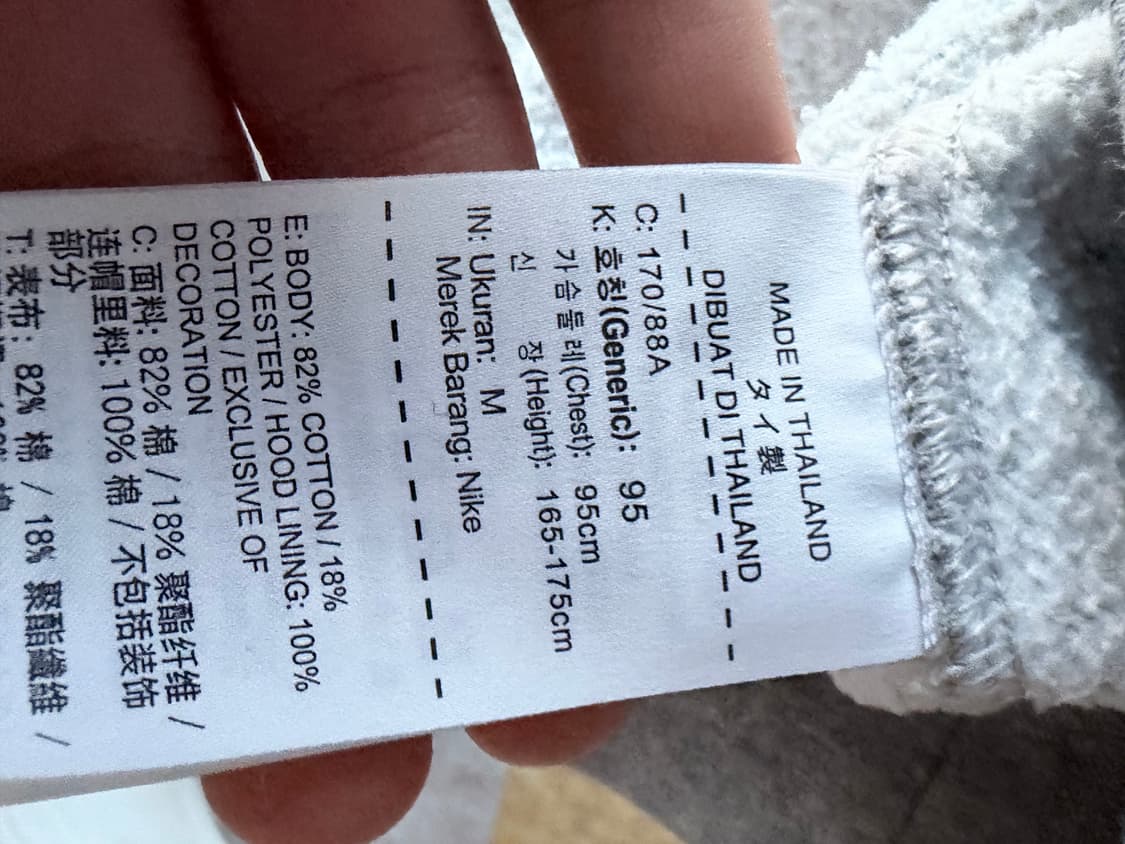 MADE IN THAILAND
タイ製
DIBUAT DI THAILAND
C: 170/88A
K: 호칭(Generic): 95
가슴둘레(Chest): 95cm
신 장(Height): 165-175cm
IN: Ukuran: M
Merek Barang: Nike
E: BODY: 82% COTTON / 18%
POLYESTER / HOOD LINING: 100%
COTTON / EXCLUSIVE OF
DECORATION
C: 面料: 82% 棉 / 18% 聚酯纤维 /
连帽里料: 100% 棉 / 不包括装饰
部分
T: 表布: 82% 棉 / 18% 聚酯纖維 /